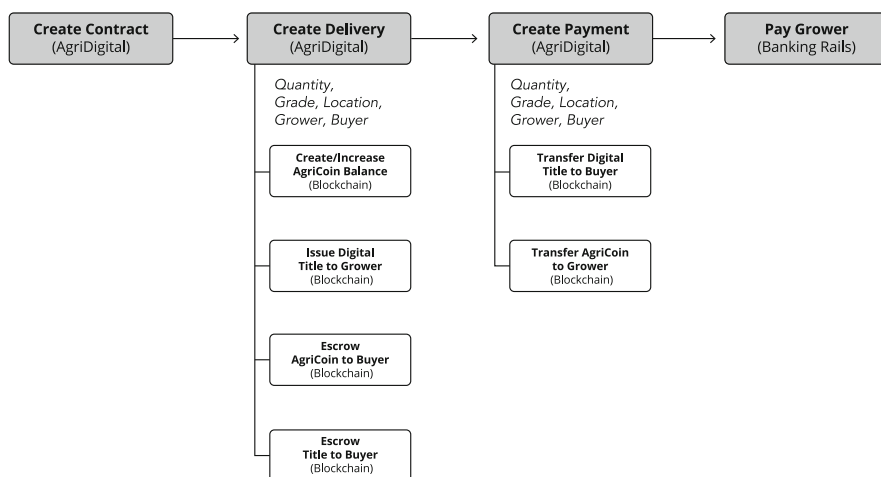 Create Contract
(AgriDigital)
Create Delivery
(AgriDigital)
Create Payment
(AgriDigital)
Pay Grower
(Banking Rails)
Quantity,
Grade, Location,
Grower, Buyer
Create/Increase
AgriCoin Balance
(Blockchain)
Issue Digital
Title to Grower
(Blockchain)
Escrow
AgriCoin to Buyer
(Blockchain)
Escrow
Title to Buyer
(Blockchain)
Quantity,
Grade, Location,
Grower, Buyer
Transfer Digital
Title to Buyer
(Blockchain)
Transfer AgriCoin
to Grower
(Blockchain)